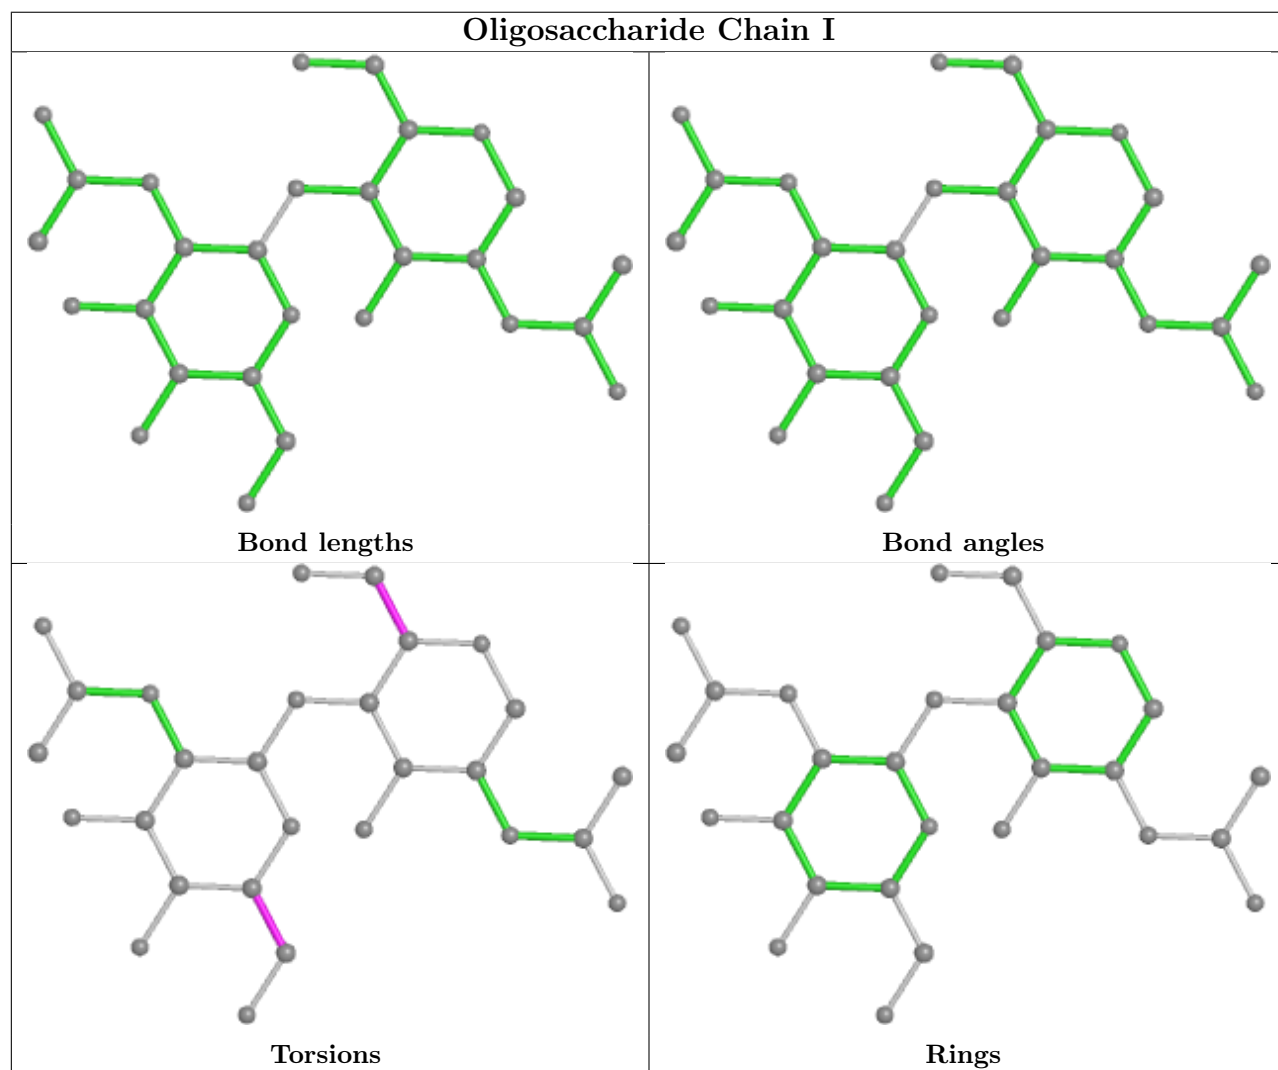 Oligosaccharide Chain I
Bond lengths
Bond angles
Torsions
Rings